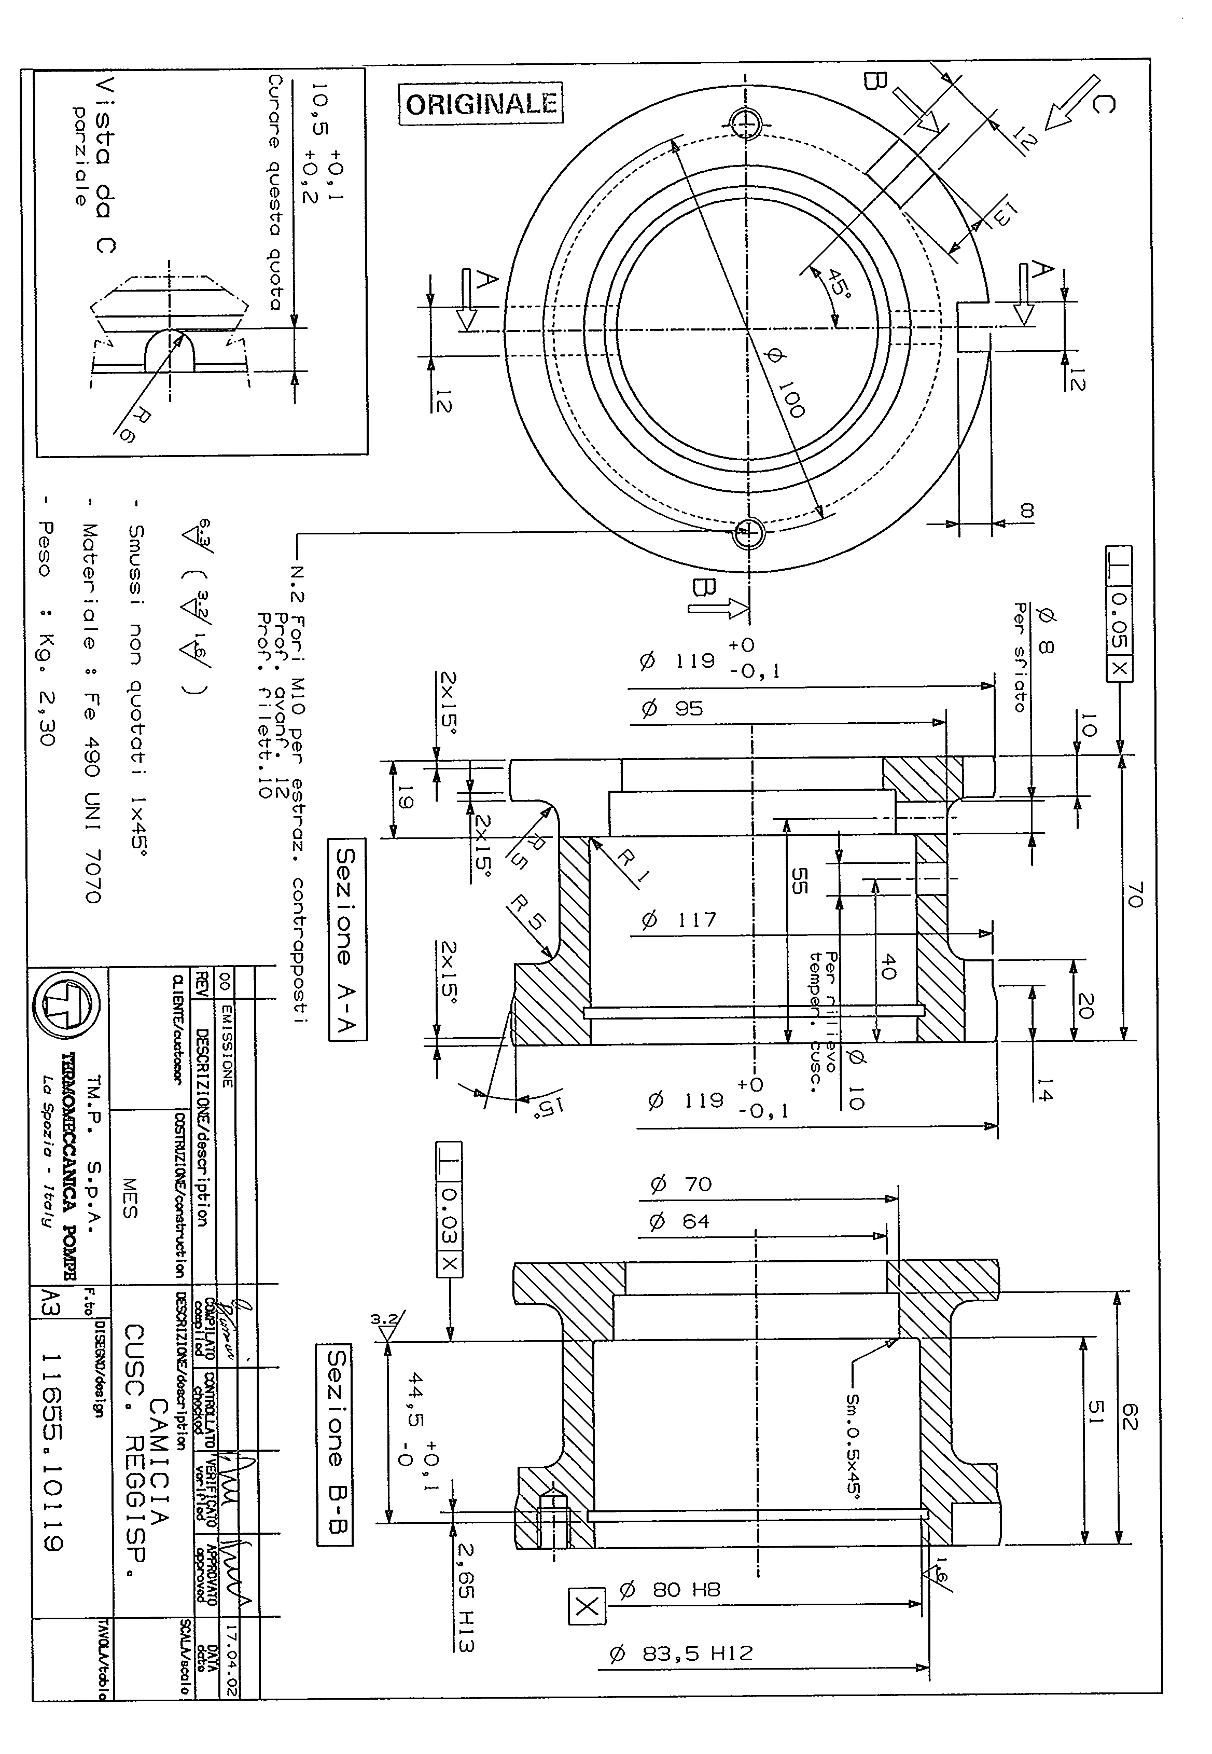 ORIGINALE
10,5 +0,1
+0,2
Curare questa quota
Vista da C
parziale
R 6
B
C
12
13
A
A
45°
Ø 100
12
12
8
B
N.2 Fori M10 per estraz. contrapposti
Prof. avanf. 12
Prof. filett.10
6.3 ( 3.2 1.6 )
- Smussi non quotati 1x45°
- Materiale : Fe 490 UNI 7070
- Peso : Kg. 2,30
⊥ 0.05 X
Ø 8
Per sfiato
10
70
Ø 119 +0
-0,1
Ø 95
2x15°
19
2x15°
R 5
R 1
R 5
55
Ø 117
40
Per rilievo
temper. cusc.
Ø 10
20
14
2x15°
15°
Ø 119 +0
-0,1
Sezione A-A
⊥ 0.03 X
Ø 70
Ø 64
3.2
44,5 +0,1
-0
2,65 H13
Sm.0.5x45°
51
62
1.6
Ø 80 H8
X
Ø 83,5 H12
Sezione B-B
00 EMISSIONE
17.04.02
REV DESCRIZIONE/description
COMPILATO
compiled
CONTROLLATO
checked
VERIFICATO
verified
APPROVATO
approved
DATA
date
CLIENTE/customer
COSTRUZIONE/construction
MES
DESCRIZIONE/description
CAMICIA
CUSC. REGGISP.
SCALA/scale
TM.P. S.p.A.
TERMOMECCANICA POMPE
La Spezia - Italy
F.to
A3
DISEGNO/design
11655.10119
TAVOLA/table